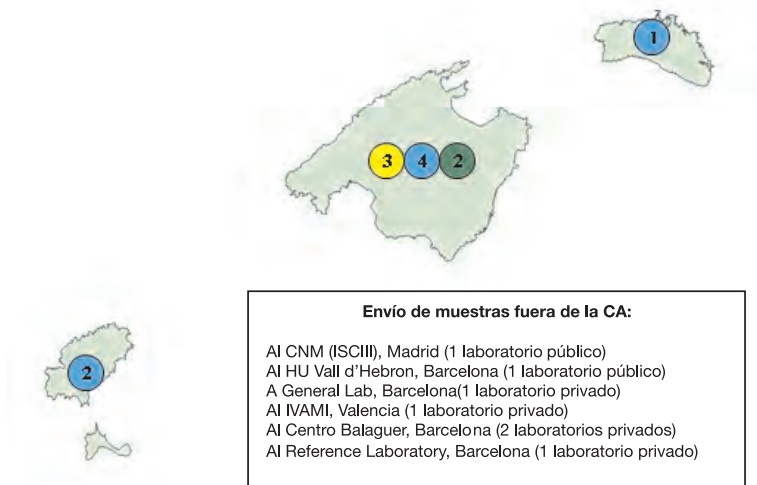 1
3 4 2
2
Envío de muestras fuera de la CA:
Al CNM (ISCIII), Madrid (1 laboratorio público)
Al HU Vall d'Hebron, Barcelona (1 laboratorio público)
A General Lab, Barcelona(1 laboratorio privado)
Al IVAMI, Valencia (1 laboratorio privado)
Al Centro Balaguer, Barcelona (2 laboratorios privados)
Al Reference Laboratory, Barcelona (1 laboratorio privado)